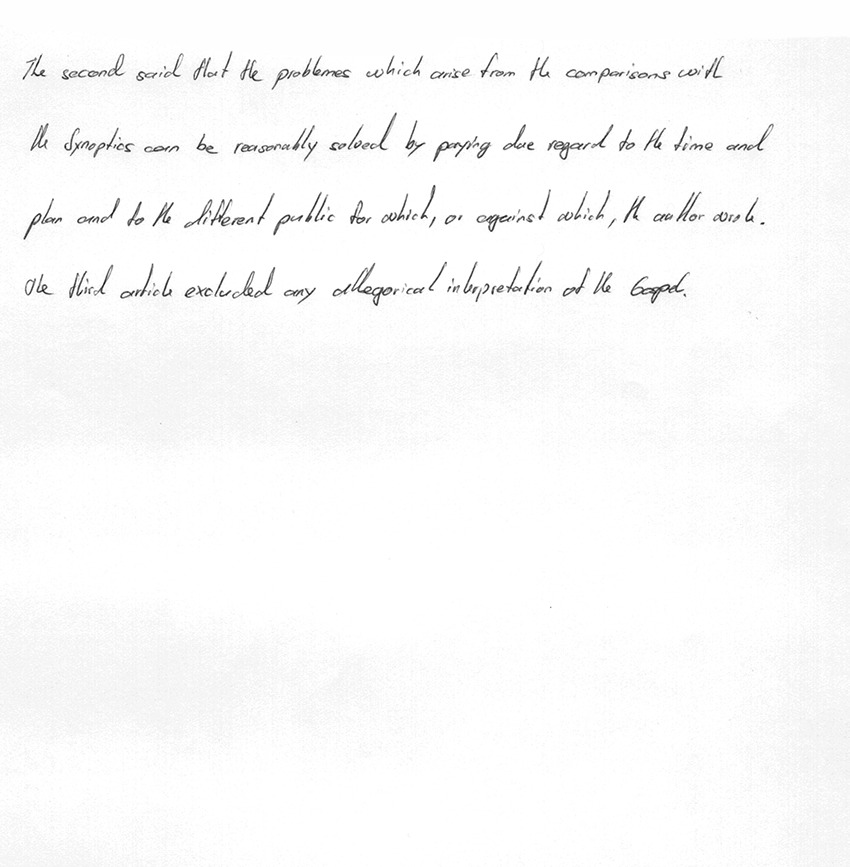 The second said that the problemes which arise from the comparisons with
the Synoptics can be reasonably solved by paying due regard to the time and
plan and to the different public for which, or against which, the author wrote.
The third article excluded any allegorical interpretation of the Gospel.